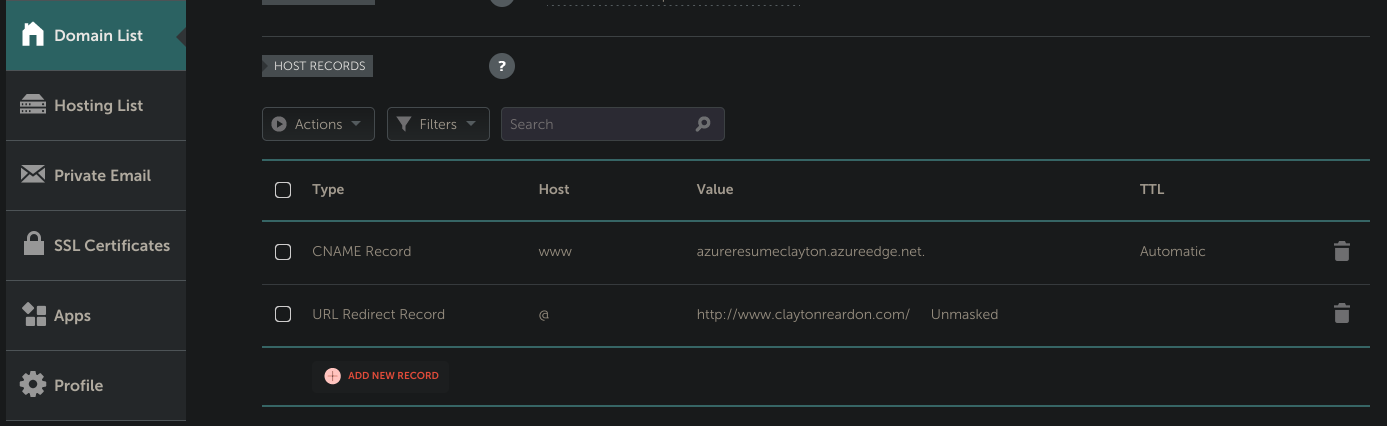 Domain List
Hosting List
Private Email
SSL Certificates
Apps
Profile
HOST RECORDS ?
Actions Filters Search
Type Host Value TTL
CNAME Record www azureresumeclayton.azureedge.net. Automatic
URL Redirect Record @ http://www.claytonreardon.com/ Unmasked
ADD NEW RECORD